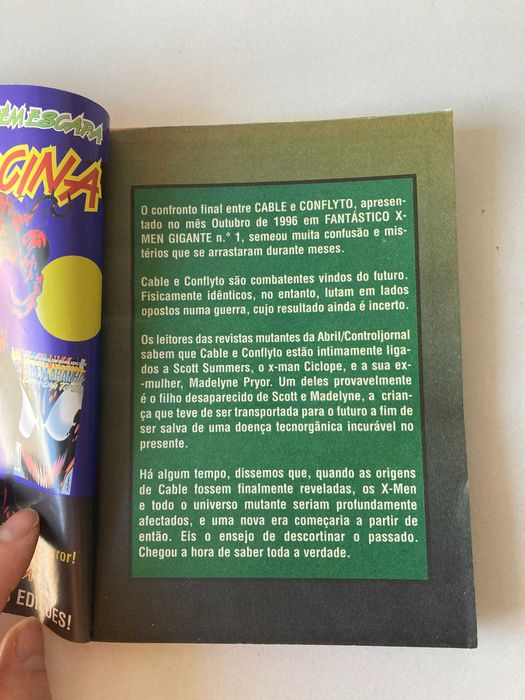 ÉM ESCAPA
CINA
ror!
EDIÇÕES!
O confronto final entre CABLE e CONFLYTO, apresen-
tado no mês Outubro de 1996 em FANTÁSTICO X-
MEN GIGANTE n.° 1, semeou muita confusão e mis-
térios que se arrastaram durante meses.
Cable e Conflyto são combatentes vindos do futuro.
Fisicamente idênticos, no entanto, lutam em lados
opostos numa guerra, cujo resultado ainda é incerto.
Os leitores das revistas mutantes da Abril/Controljornal
sabem que Cable e Conflyto estão intimamente liga-
dos a Scott Summers, o x-man Ciclope, e a sua ex-
-mulher, Madelyne Pryor. Um deles provavelmente
é o filho desaparecido de Scott e Madelyne, a crian-
ça que teve de ser transportada para o futuro a fim de
ser salva de uma doença tecnorgânica incurável no
presente.
Há algum tempo, dissemos que, quando as origens
de Cable fossem finalmente reveladas, os X-Men
e todo o universo mutante seriam profundamente
afectados, e uma nova era começaria a partir de
então. Eis o ensejo de descortinar o passado.
Chegou a hora de saber toda a verdade.